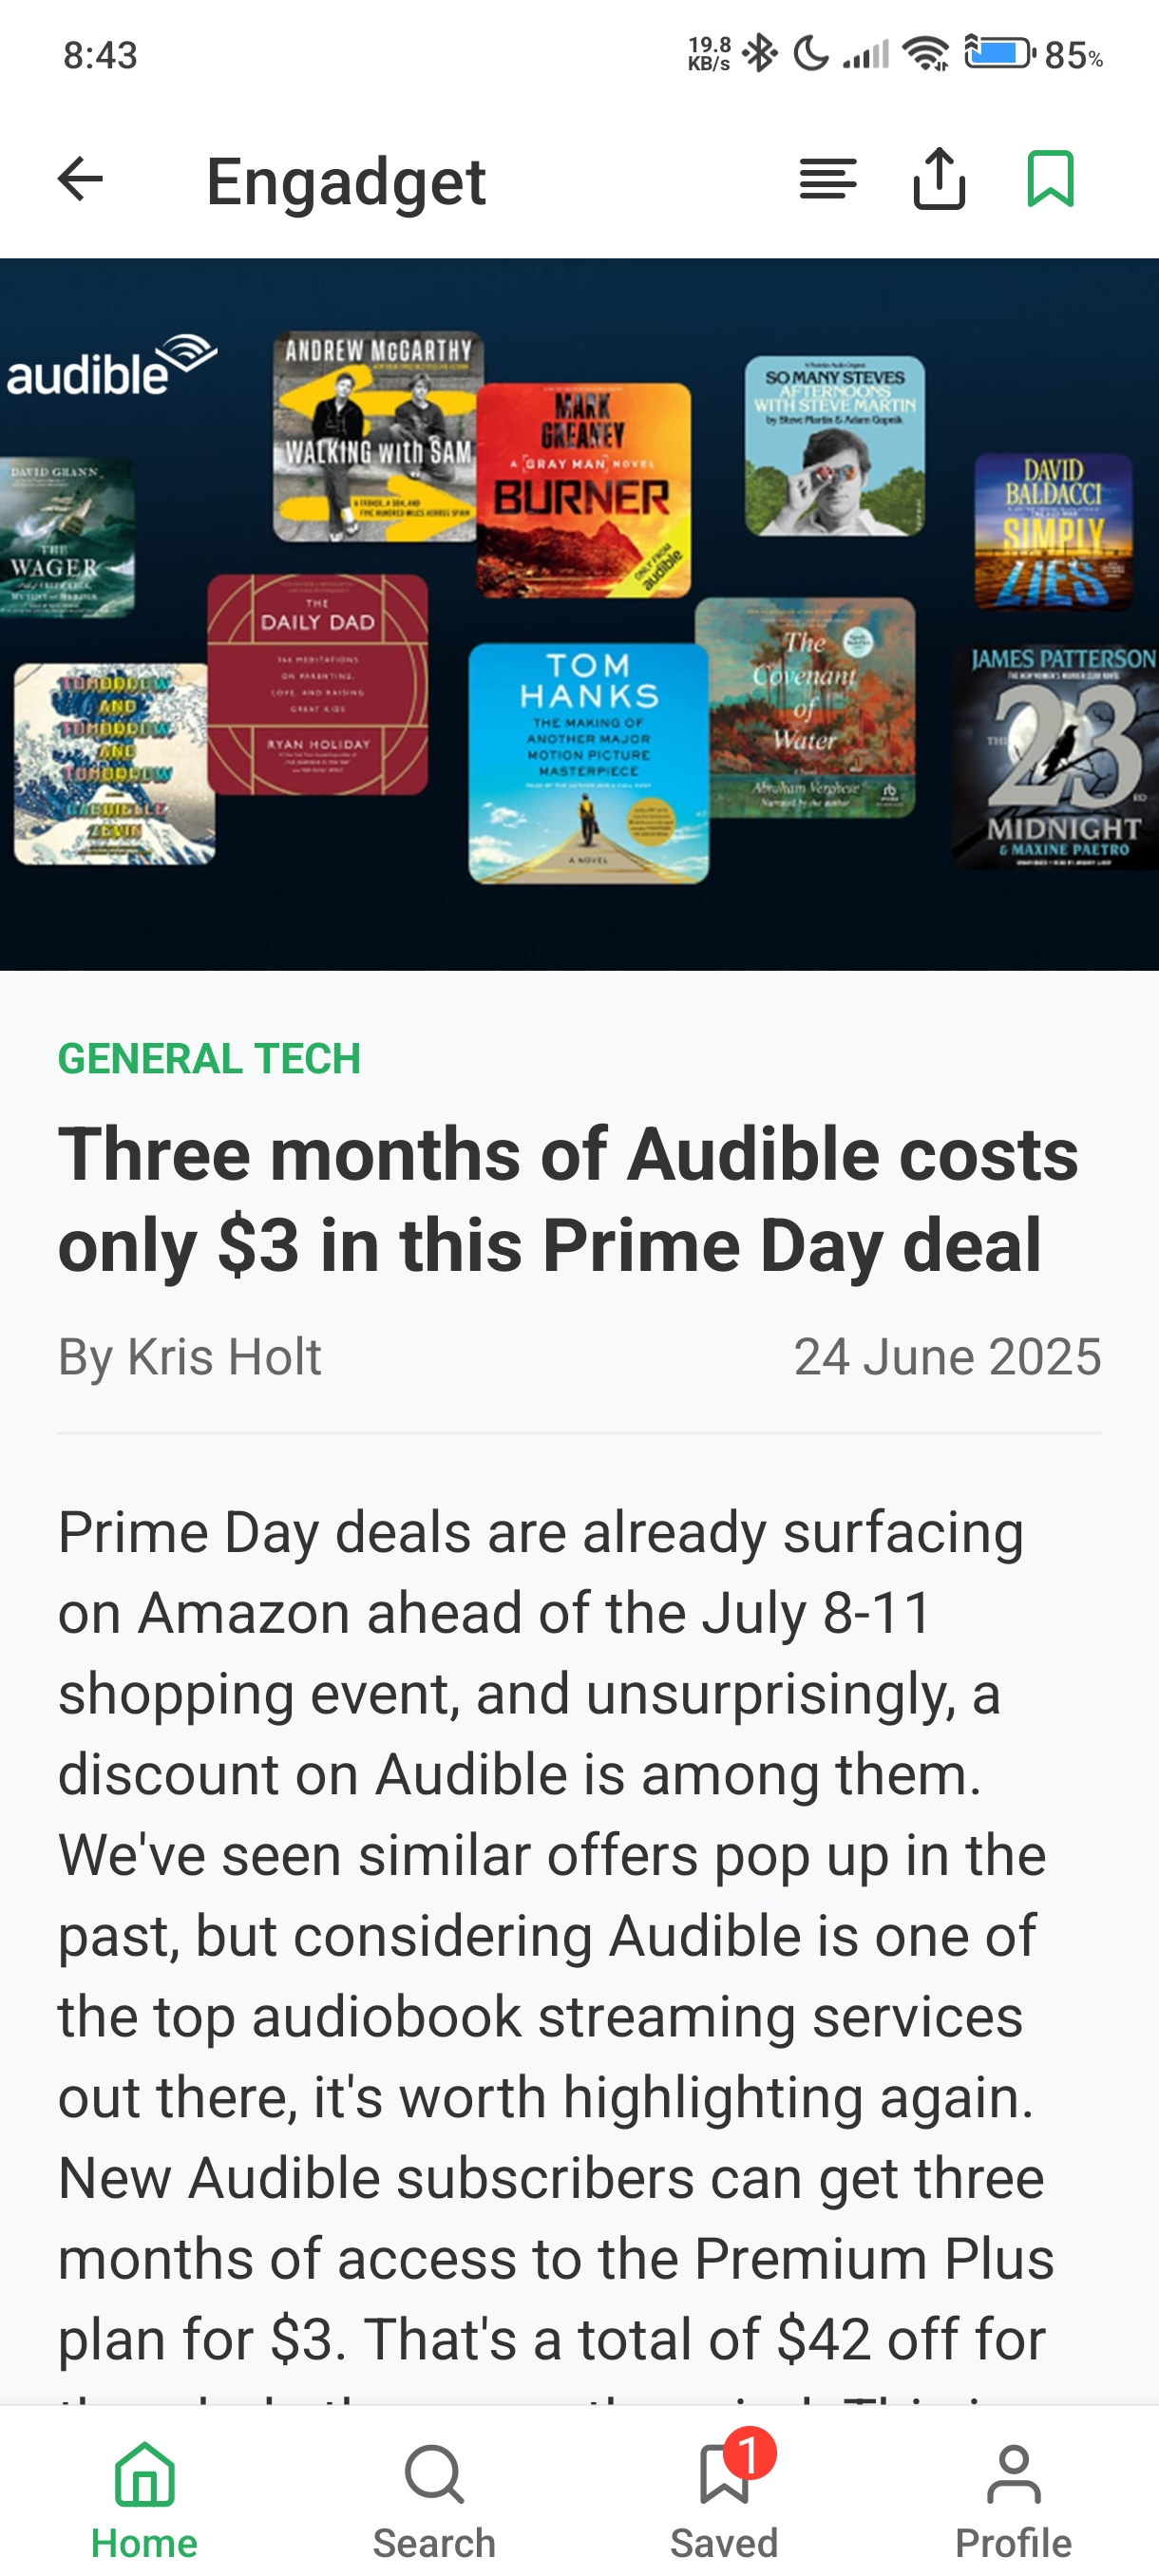 8:43
19.8
KB/s
85%
Engadget
audible
ANDREW McCARTHY
WALKING with SAM
A FATHER, A SON, AND
FIVE HUNDRED MILES ACROSS SPAIN
MARK
GREANEY
A GRAY MAN NOVEL
BURNER
ONLY FROM
audible
SO MANY STEVES
AFTERNOONS
WITH STEVE MARTIN
by Steve Martin & Adam Gopnik
DAVID
BALDACCI
SIMPLY
LIES
DAVID GRANN
THE
WAGER
THE
DAILY DAD
366 MEDITATIONS
ON PARENTING,
LOVE, AND RAISING
GREAT KIDS
RYAN HOLIDAY
TOMORROW
AND
TOMORROW
AND
TOMORROW
GABRIELLE
ZEVIN
TOM
HANKS
THE MAKING OF
ANOTHER MAJOR
MOTION PICTURE
MASTERPIECE
A NOVEL
The
Covenant
of
Water
Abraham Verghese
Narrated by the author
JAMES PATTERSON
THE
23
RD
MIDNIGHT
& MAXINE PAETRO
GENERAL TECH
Three months of Audible costs
only $3 in this Prime Day deal
By Kris Holt
24 June 2025
Prime Day deals are already surfacing
on Amazon ahead of the July 8-11
shopping event, and unsurprisingly, a
discount on Audible is among them.
We've seen similar offers pop up in the
past, but considering Audible is one of
the top audiobook streaming services
out there, it's worth highlighting again.
New Audible subscribers can get three
months of access to the Premium Plus
plan for $3. That's a total of $42 off for
1
Home
Search
Saved
Profile